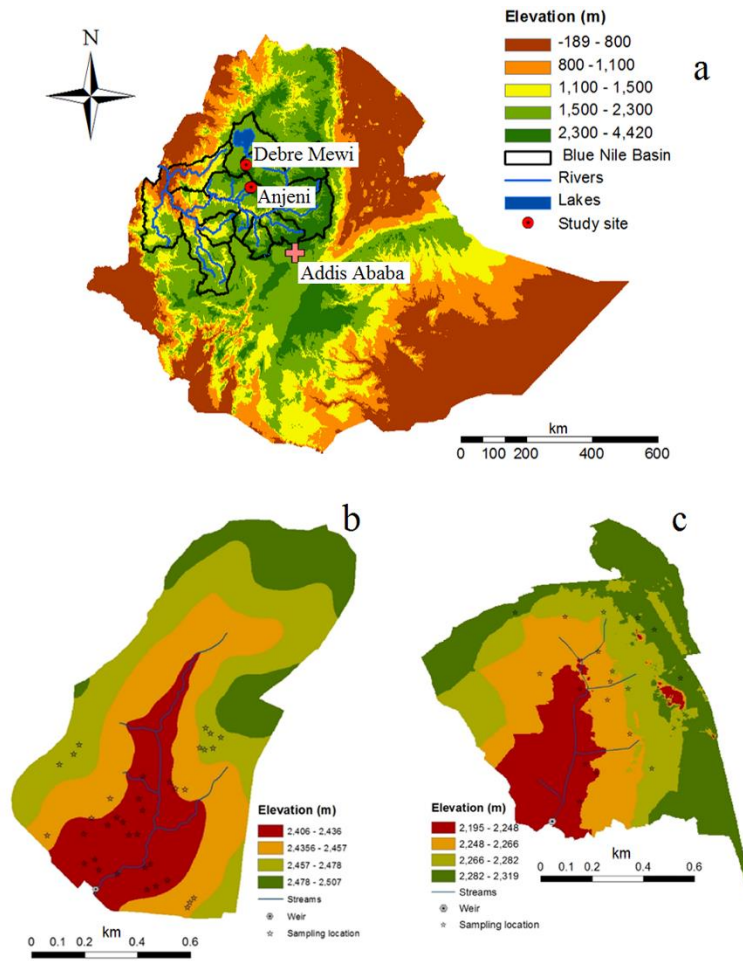 N
a
Elevation (m)
-189 - 800
800 - 1,100
1,100 - 1,500
1,500 - 2,300
2,300 - 4,420
Blue Nile Basin
Rivers
Lakes
Study site
Debre Mewi
Anjeni
Addis Ababa
km
0 100 200 400 600
b
Elevation (m)
2,406 - 2,436
2,4356 - 2,457
2,457 - 2,478
2,478 - 2,507
Streams
Weir
Sampling location
km
0 0.1 0.2 0.4 0.6
c
Elevation (m)
2,195 - 2,248
2,248 - 2,266
2,266 - 2,282
2,282 - 2,319
Streams
Weir
Sampling location
km
0 0.1 0.2 0.4 0.6